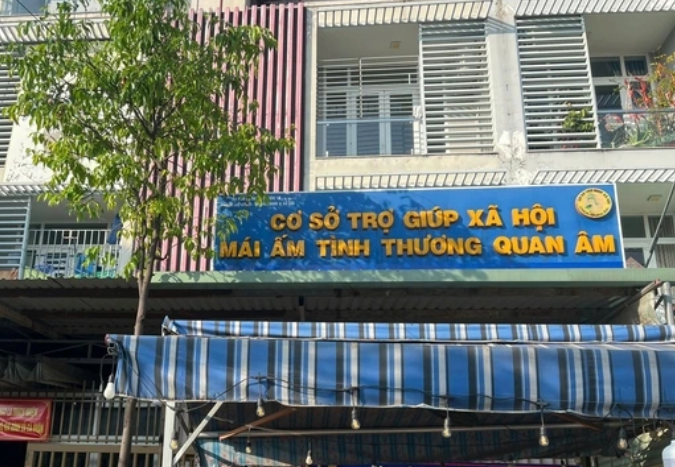 CƠ SỞ TRỢ GIÚP XÃ HỘI
MÁI ẤM TÌNH THƯƠNG QUAN ÂM